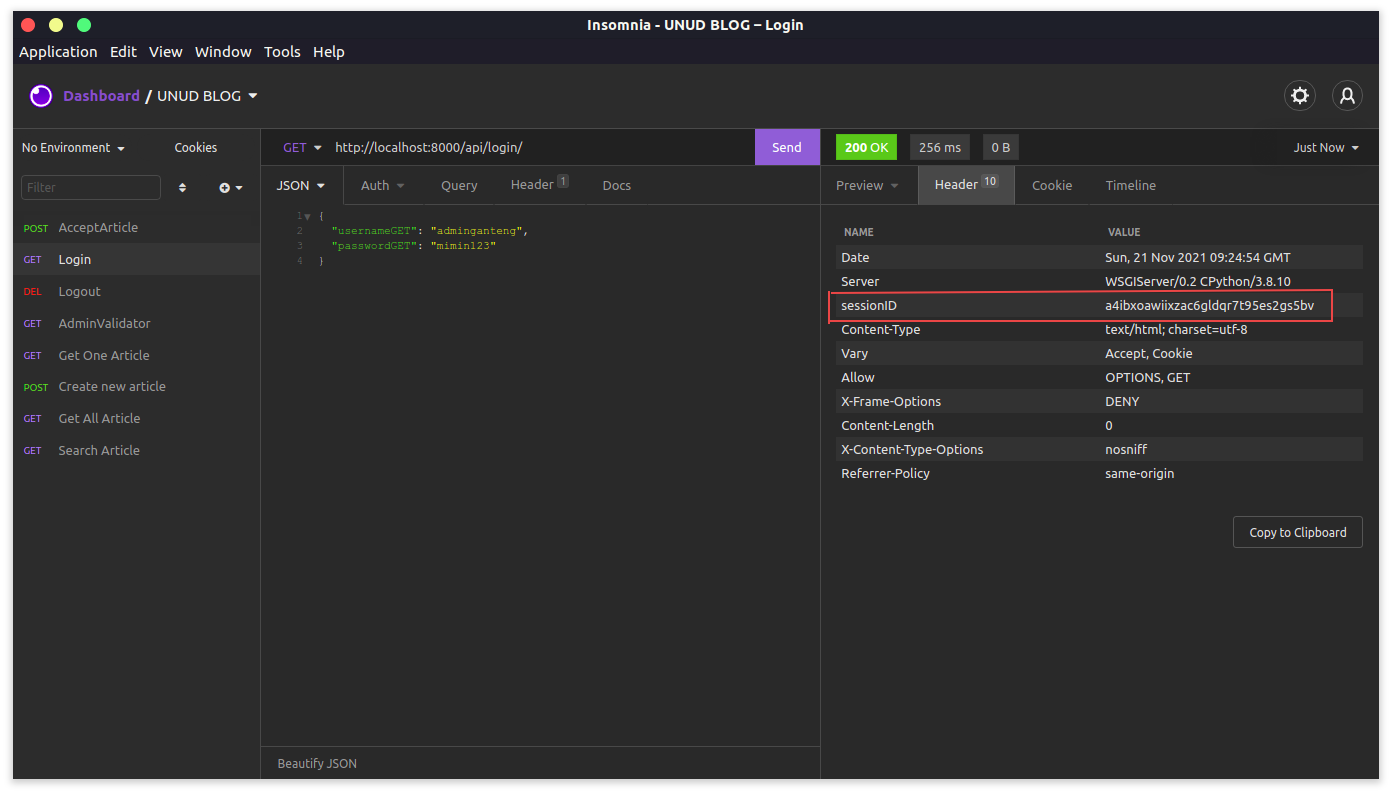 Insomnia - UNUD BLOG – Login
Application Edit View Window Tools Help
Dashboard / UNUD BLOG
No Environment Cookies
GET http://localhost:8000/api/login/ Send
200 OK 256 ms 0 B Just Now
Filter
JSON Auth Query Header 1 Docs
Preview Header 10 Cookie Timeline
POST AcceptArticle
GET Login
DEL Logout
GET AdminValidator
GET Get One Article
POST Create new article
GET Get All Article
GET Search Article
1 {
2 "usernameGET": "adminganteng",
3 "passwordGET": "mimin123"
4 }
Beautify JSON
NAME VALUE
Date Sun, 21 Nov 2021 09:24:54 GMT
Server WSGIServer/0.2 CPython/3.8.10
sessionID a4ibxoawiixzac6gldqr7t95es2gs5bv
Content-Type text/html; charset=utf-8
Vary Accept, Cookie
Allow OPTIONS, GET
X-Frame-Options DENY
Content-Length 0
X-Content-Type-Options nosniff
Referrer-Policy same-origin
Copy to Clipboard